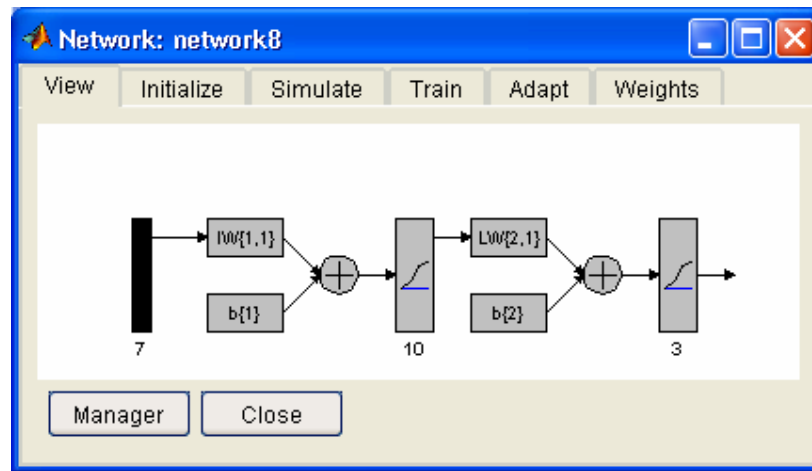 Network: network8
View Initialize Simulate Train Adapt Weights
IW{1,1} LW{2,1}
b{1} b{2}
7 10 3
Manager Close